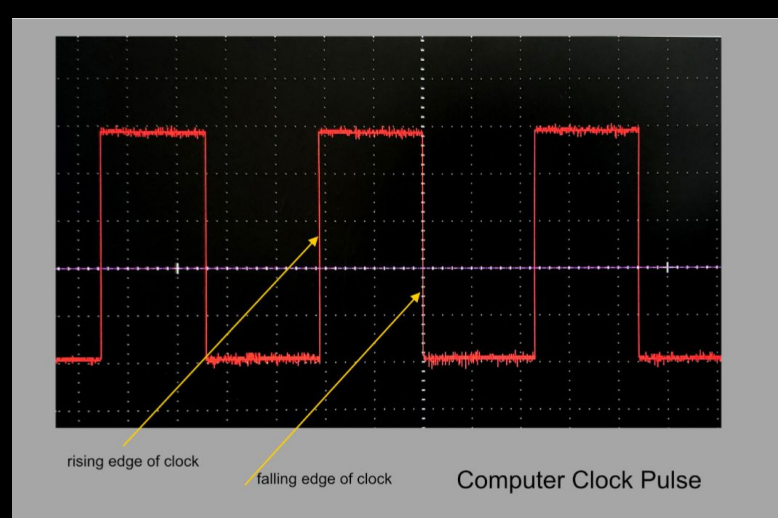 rising edge of clock
falling edge of clock
Computer Clock Pulse